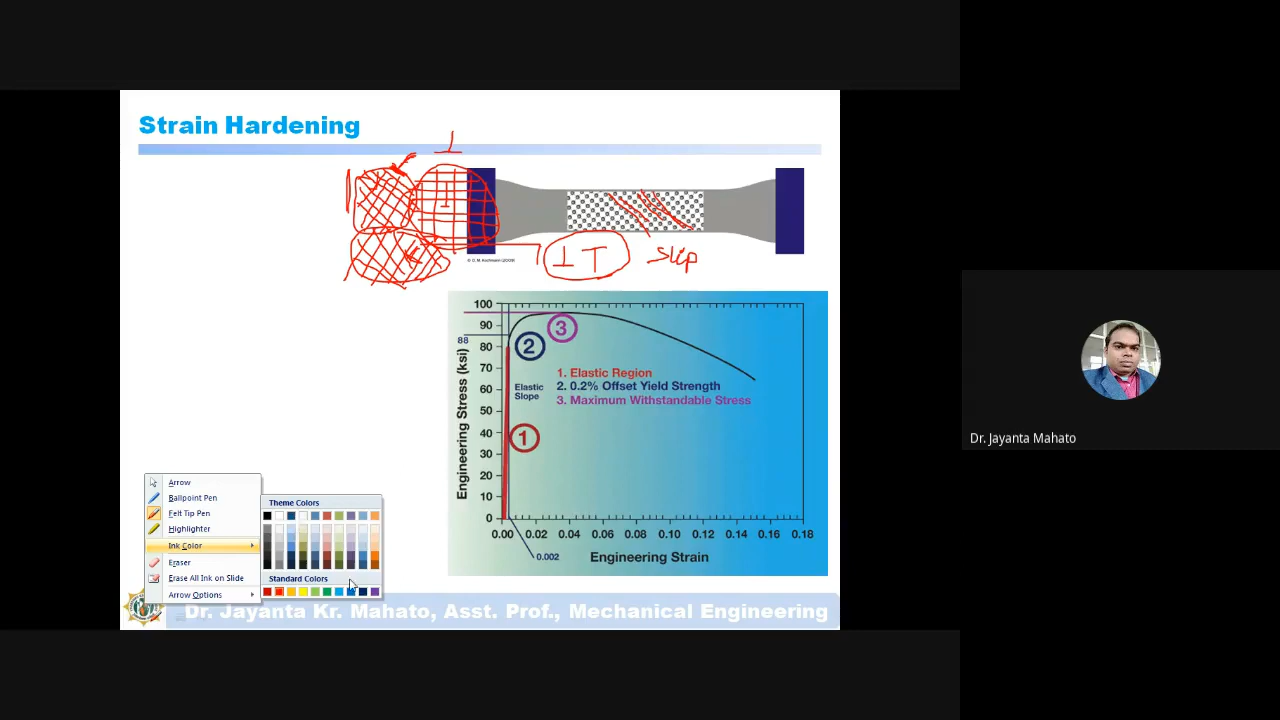 Strain Hardening
⊥
⊥
⊥ T
Slip
100
90
88
80
70
60
50
40
30
20
10
0
Engineering Stress (ksi)
3
2
1
Elastic
Slope
1. Elastic Region
2. 0.2% Offset Yield Strength
3. Maximum Withstandable Stress
0.00 0.02 0.04 0.06 0.08 0.10 0.12 0.14 0.16 0.18
0.002
Engineering Strain
Arrow
Ballpoint Pen
Felt Tip Pen
Highlighter
Ink Color
Eraser
Erase All Ink on Slide
Arrow Options
Theme Colors
Standard Colors
Dr. Jayanta Kr. Mahato, Asst. Prof., Mechanical Engineering
Dr. Jayanta Mahato